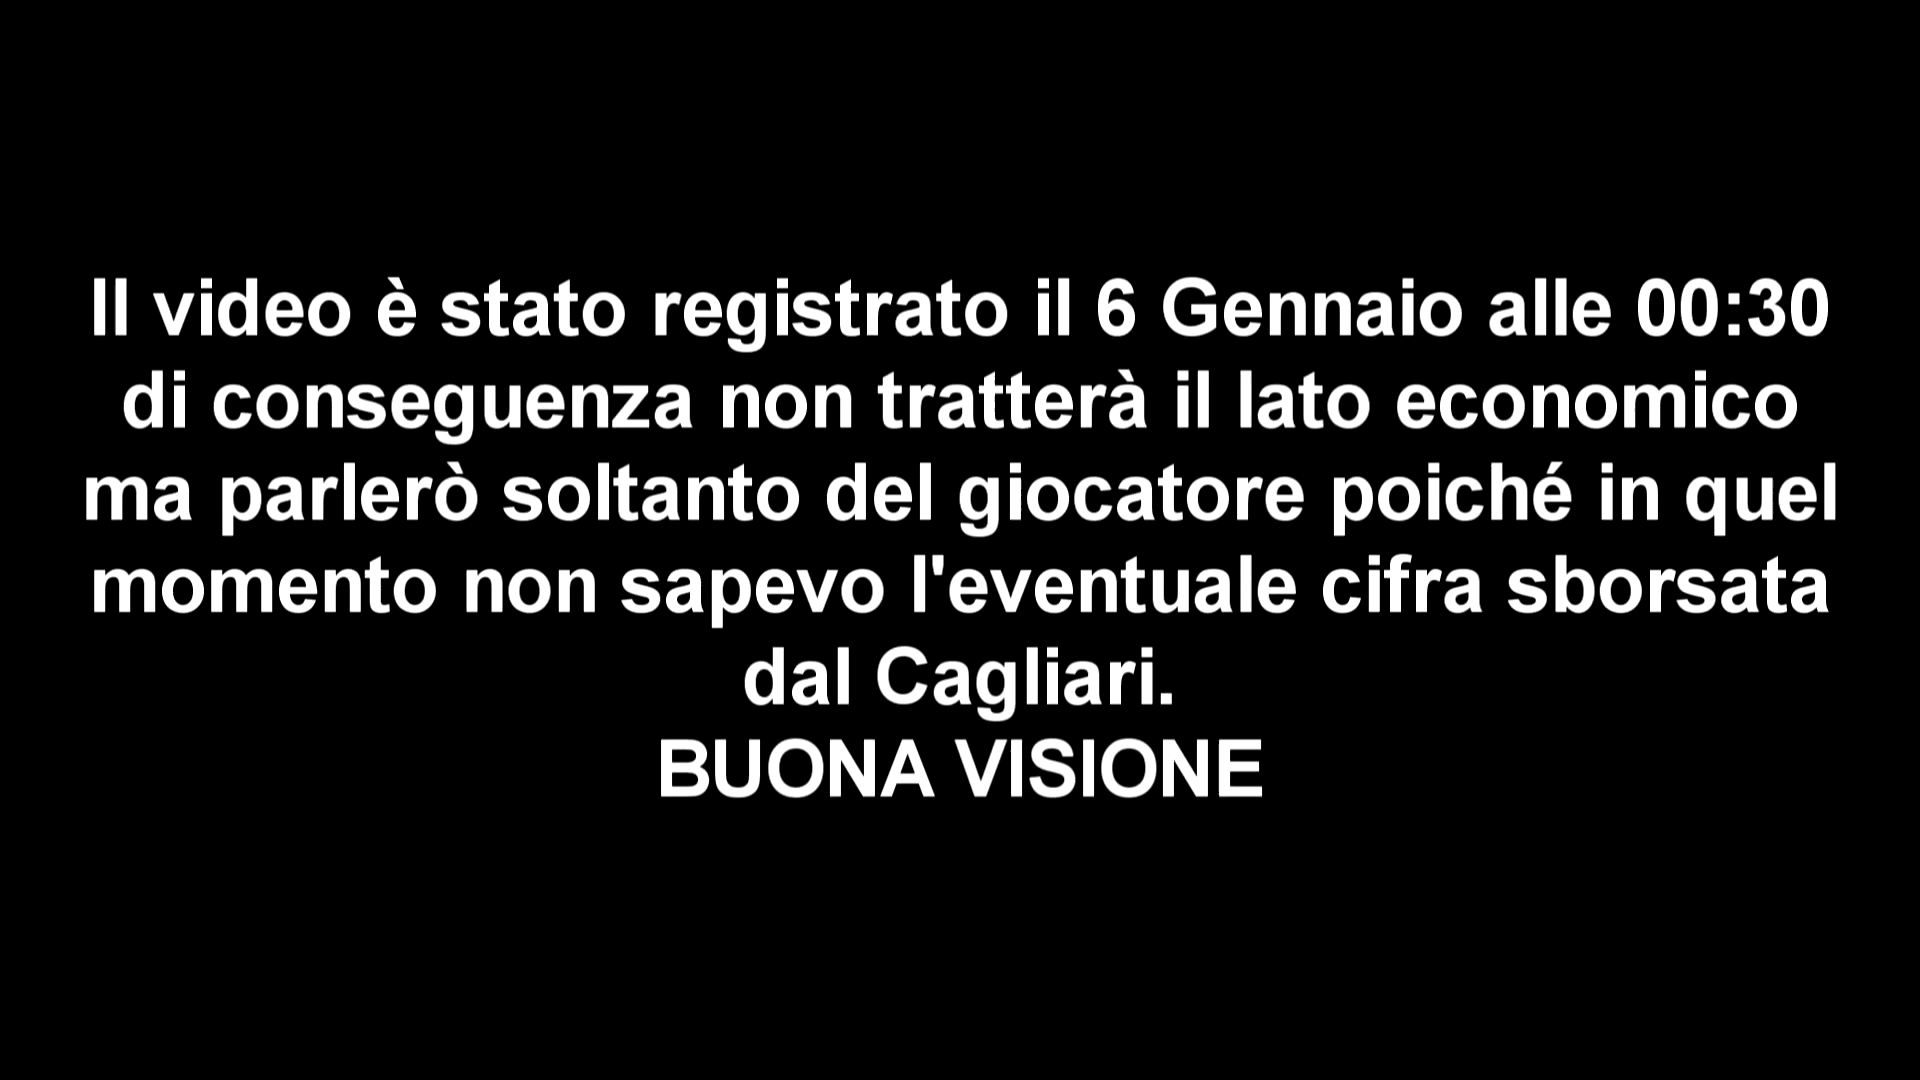 Il video è stato registrato il 6 Gennaio alle 00:30
di conseguenza non tratterà il lato economico
ma parlerò soltanto del giocatore poiché in quel
momento non sapevo l'eventuale cifra sborsata
dal Cagliari.
BUONA VISIONE